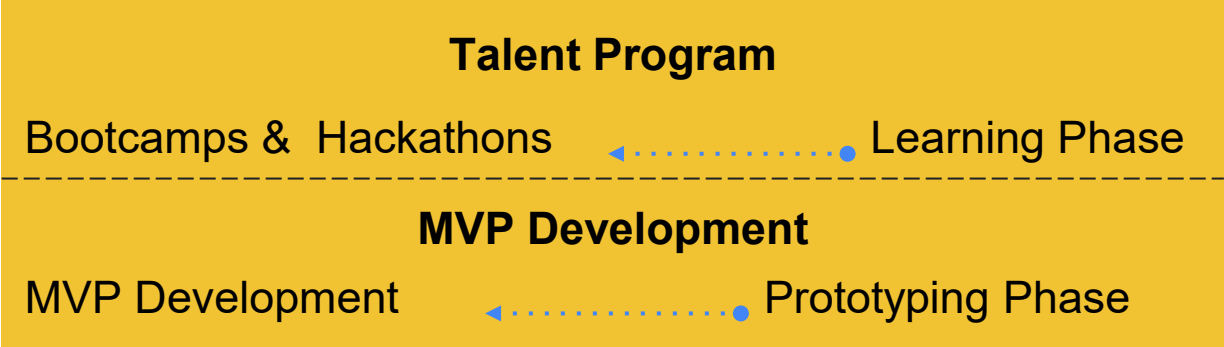 Talent Program
Bootcamps &  Hackathons Learning Phase
MVP Development
MVP Development Prototyping Phase